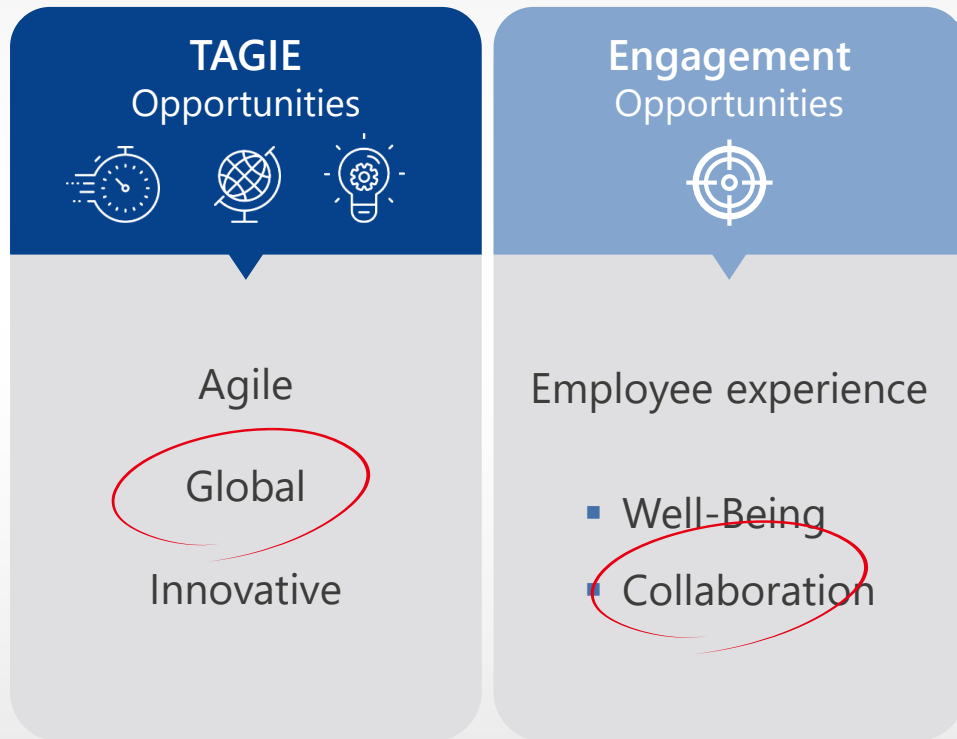 TAGIE
Opportunities
Agile
Global
Innovative
Engagement
Opportunities
Employee experience
▪ Well-Being
▪ Collaboration